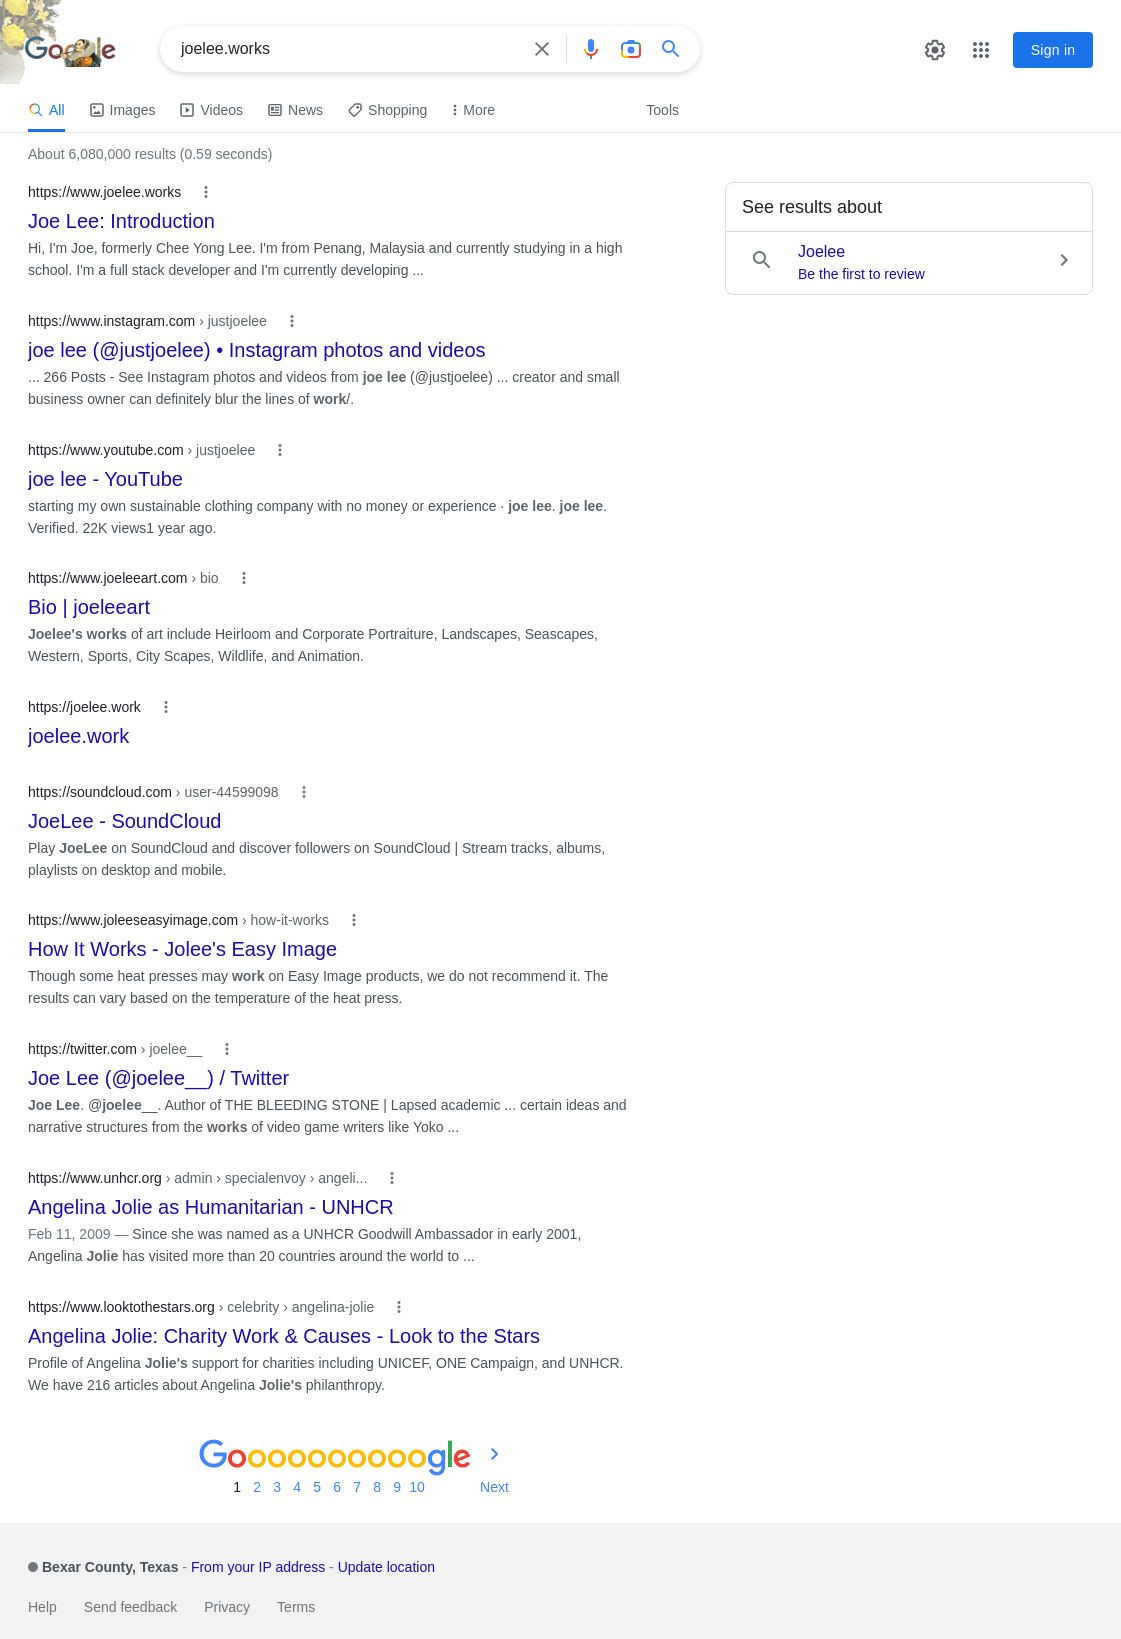 Google
joelee.works
Sign in
All
Images
Videos
News
Shopping
More
Tools
About 6,080,000 results (0.59 seconds)
https://www.joelee.works
Joe Lee: Introduction
Hi, I'm Joe, formerly Chee Yong Lee. I'm from Penang, Malaysia and currently studying in a high
school. I'm a full stack developer and I'm currently developing ...
See results about
Joelee
Be the first to review
https://www.instagram.com › justjoelee
joe lee (@justjoelee) • Instagram photos and videos
... 266 Posts - See Instagram photos and videos from joe lee (@justjoelee) ... creator and small
business owner can definitely blur the lines of work/.
https://www.youtube.com › justjoelee
joe lee - YouTube
starting my own sustainable clothing company with no money or experience · joe lee. joe lee.
Verified. 22K views1 year ago.
https://www.joeleeart.com › bio
Bio | joeleeart
Joelee's works of art include Heirloom and Corporate Portraiture, Landscapes, Seascapes,
Western, Sports, City Scapes, Wildlife, and Animation.
https://joelee.work
joelee.work
https://soundcloud.com › user-44599098
JoeLee - SoundCloud
Play JoeLee on SoundCloud and discover followers on SoundCloud | Stream tracks, albums,
playlists on desktop and mobile.
https://www.joleeseasyimage.com › how-it-works
How It Works - Jolee's Easy Image
Though some heat presses may work on Easy Image products, we do not recommend it. The
results can vary based on the temperature of the heat press.
https://twitter.com › joelee__
Joe Lee (@joelee__) / Twitter
Joe Lee. @joelee__. Author of THE BLEEDING STONE | Lapsed academic ... certain ideas and
narrative structures from the works of video game writers like Yoko ...
https://www.unhcr.org › admin › specialenvoy › angeli...
Angelina Jolie as Humanitarian - UNHCR
Feb 11, 2009 — Since she was named as a UNHCR Goodwill Ambassador in early 2001,
Angelina Jolie has visited more than 20 countries around the world to ...
https://www.looktothestars.org › celebrity › angelina-jolie
Angelina Jolie: Charity Work & Causes - Look to the Stars
Profile of Angelina Jolie's support for charities including UNICEF, ONE Campaign, and UNHCR.
We have 216 articles about Angelina Jolie's philanthropy.
Goooooooooogle
1 2 3 4 5 6 7 8 9 10 Next
Bexar County, Texas - From your IP address - Update location
Help Send feedback Privacy Terms